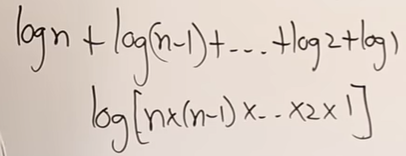 logn + log(n-1)+...+log2+log1
log[n×(n-1)×...×2×1]